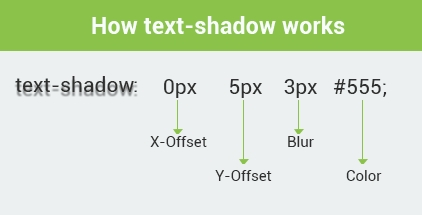 How text-shadow works
text-shadow: 0px 5px 3px #555;
X-Offset Blur
Y-Offset Color